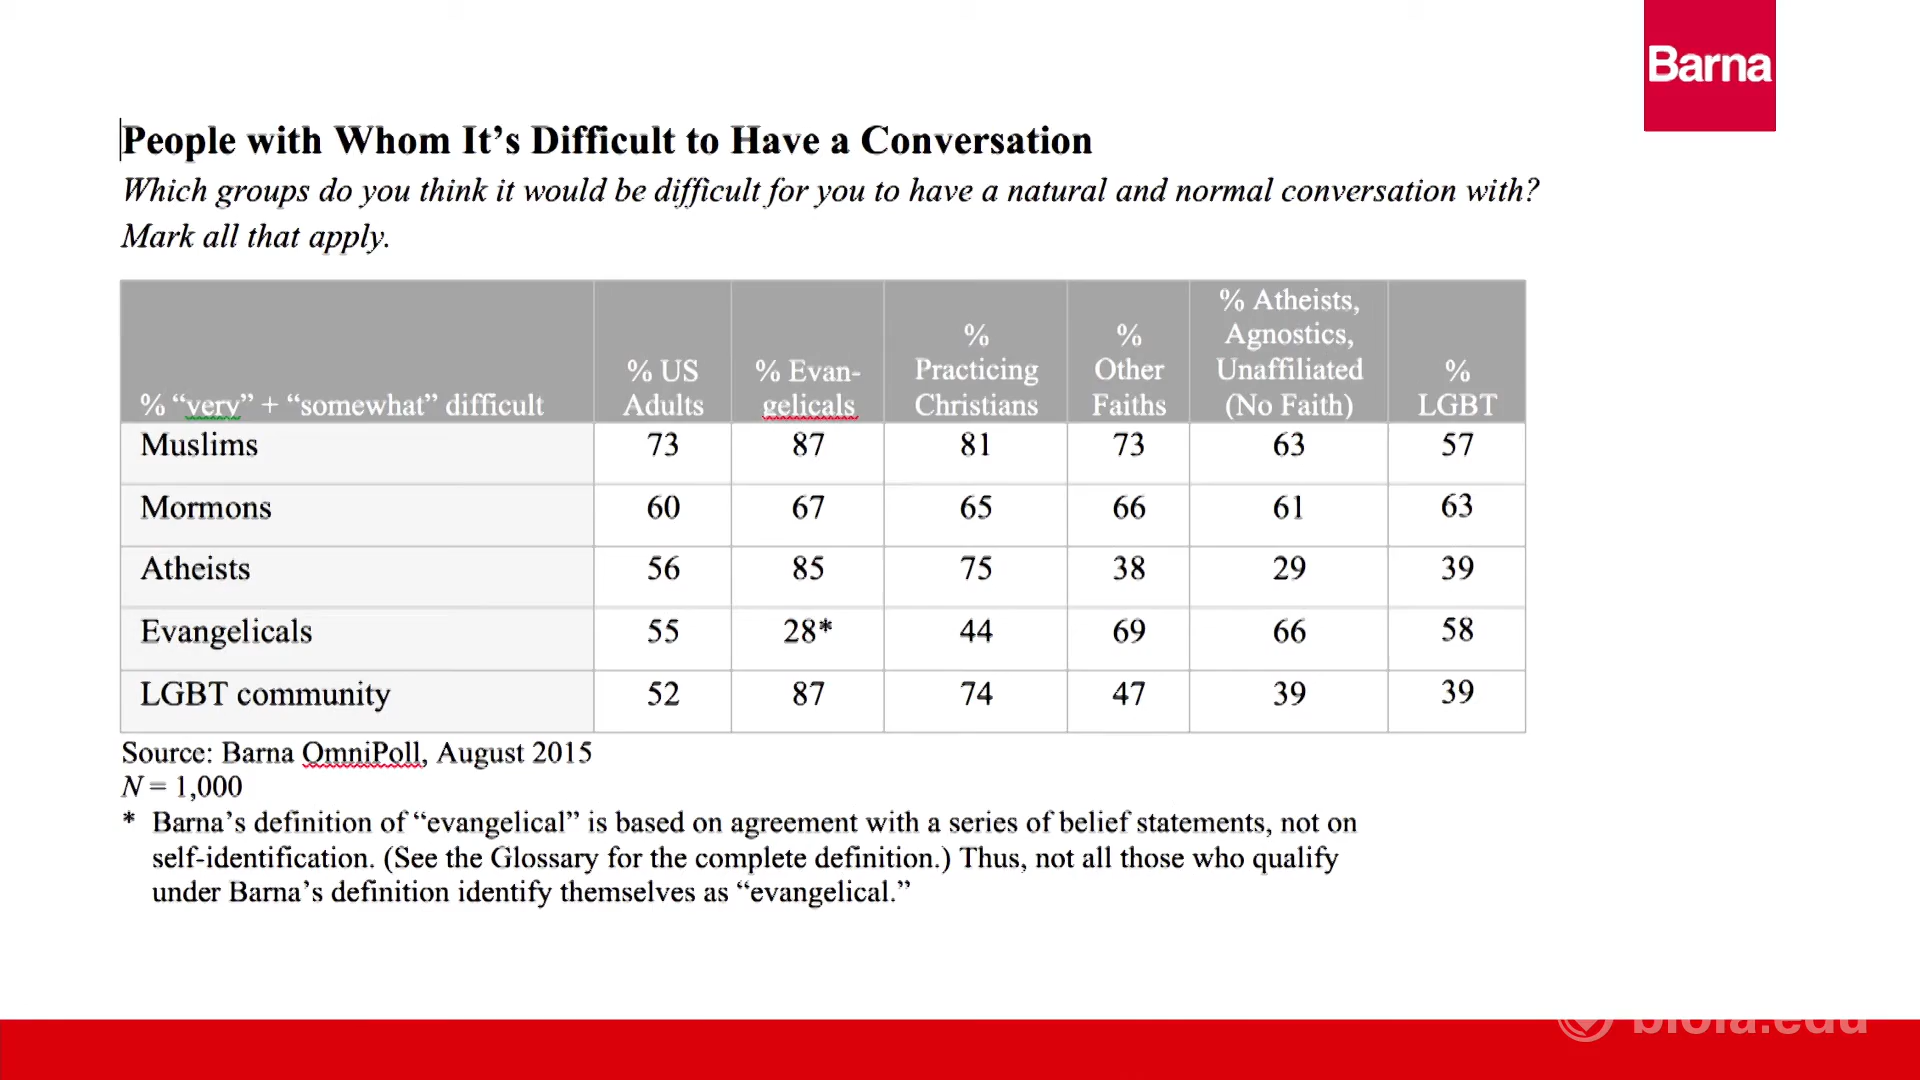 Barna
People with Whom It’s Difficult to Have a Conversation
Which groups do you think it would be difficult for you to have a natural and normal conversation with?
Mark all that apply.
% “very” + “somewhat” difficult
% US
Adults
% Evan-
gelicals
%
Practicing
Christians
%
Other
Faiths
% Atheists,
Agnostics,
Unaffiliated
(No Faith)
%
LGBT
Muslims 73 87 81 73 63 57
Mormons 60 67 65 66 61 63
Atheists 56 85 75 38 29 39
Evangelicals 55 28* 44 69 66 58
LGBT community 52 87 74 47 39 39
Source: Barna OmniPoll, August 2015
N = 1,000
* Barna’s definition of “evangelical” is based on agreement with a series of belief statements, not on
self-identification. (See the Glossary for the complete definition.) Thus, not all those who qualify
under Barna’s definition identify themselves as “evangelical.”
biola.edu